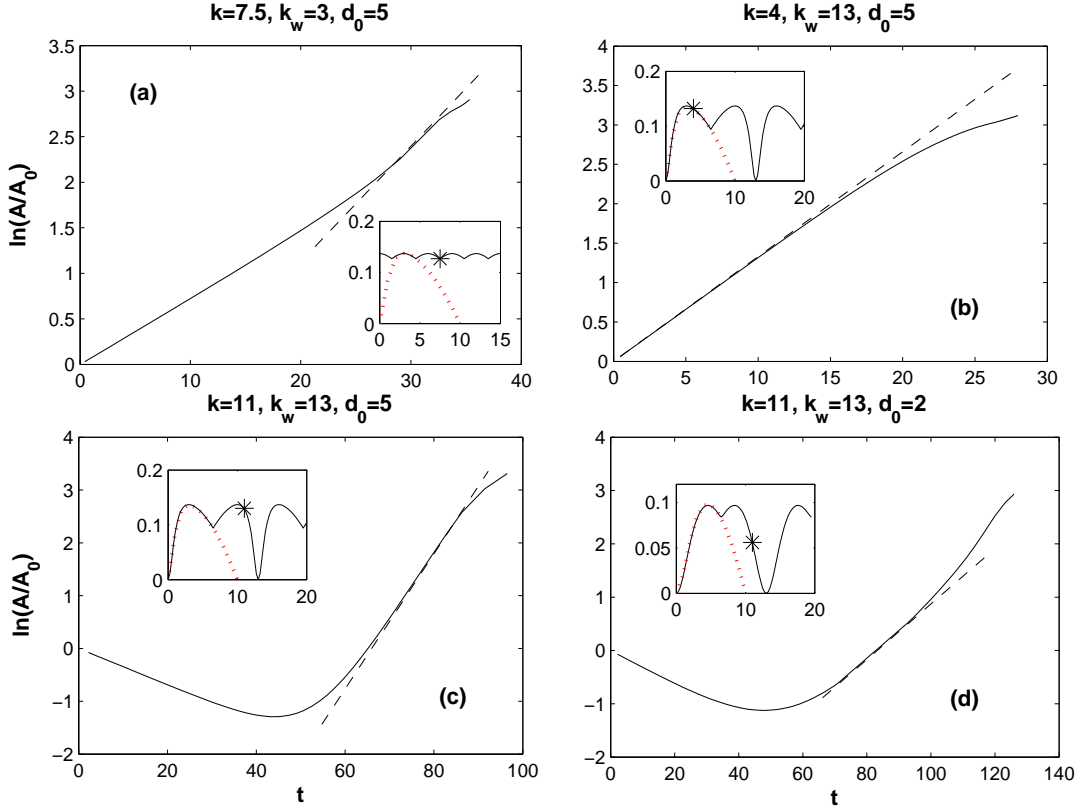 k=7.5, k_w=3, d_0=5
3.5
3
2.5
2
1.5
1
0.5
0
0 10 20 30 40
ln(A/A_0)
(a)
0.2
0.1
0
0 5 10 15
k=4, k_w=13, d_0=5
4
3.5
3
2.5
2
1.5
1
0.5
0
0 5 10 15 20 25 30
(b)
0.2
0.1
0
0 10 20
k=11, k_w=13, d_0=5
4
3
2
1
0
−1
−2
0 20 40 60 80 100
ln(A/A_0)
t
(c)
0.2
0.1
0
0 10 20
k=11, k_w=13, d_0=2
4
3
2
1
0
−1
−2
0 20 40 60 80 100 120 140
t
(d)
0.1
0.05
0
0 10 20